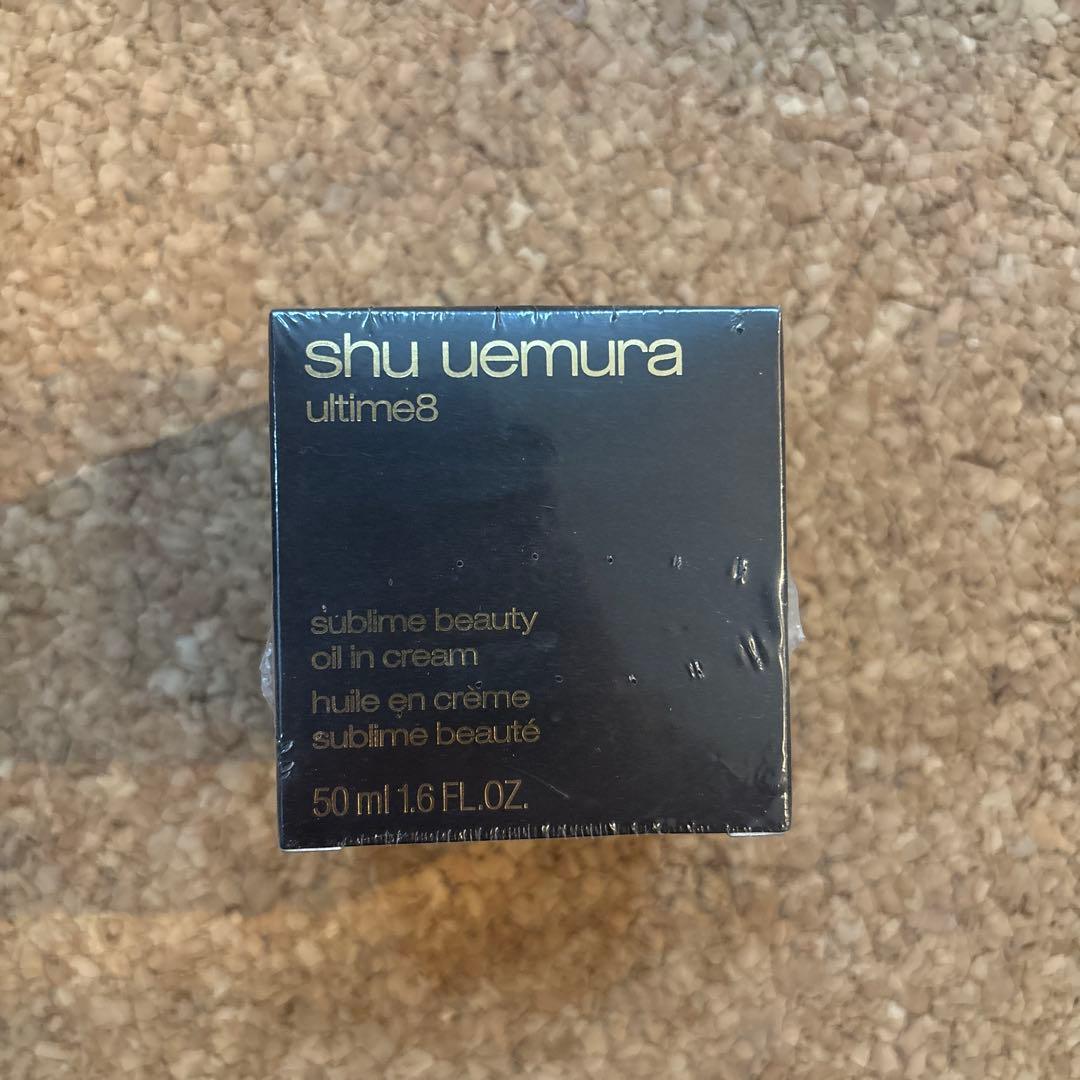 shu uemura
ultime8
sublime beauty
oil in cream
huile en crème
sublime beauté
50 ml 1.6 FL.OZ.